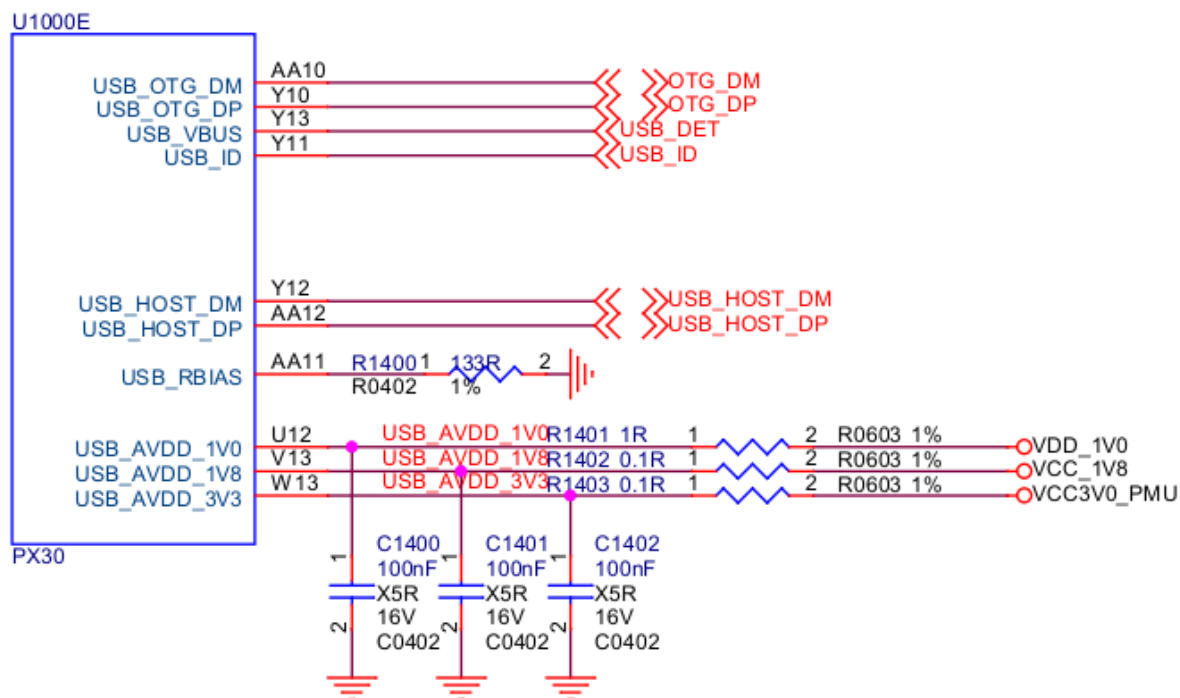 U1000E
AA10
USB_OTG_DM OTG_DM
Y10
USB_OTG_DP OTG_DP
Y13
USB_VBUS USB_DET
Y11
USB_ID USB_ID
Y12
USB_HOST_DM USB_HOST_DM
AA12
USB_HOST_DP USB_HOST_DP
AA11 R1400 1 133R 2
USB_RBIAS R0402 1%
U12 USB_AVDD_1V0 R1401 1R 1 2 R0603 1%
USB_AVDD_1V0 VDD_1V0
V13 USB_AVDD_1V8 R1402 0.1R 1 2 R0603 1%
USB_AVDD_1V8 VCC_1V8
W13 USB_AVDD_3V3 R1403 0.1R 1 2 R0603 1%
USB_AVDD_3V3 VCC3V0_PMU
PX30
1 C1400 1 C1401 1 C1402
100nF 100nF 100nF
X5R X5R X5R
16V 16V 16V
2 C0402 2 C0402 2 C0402